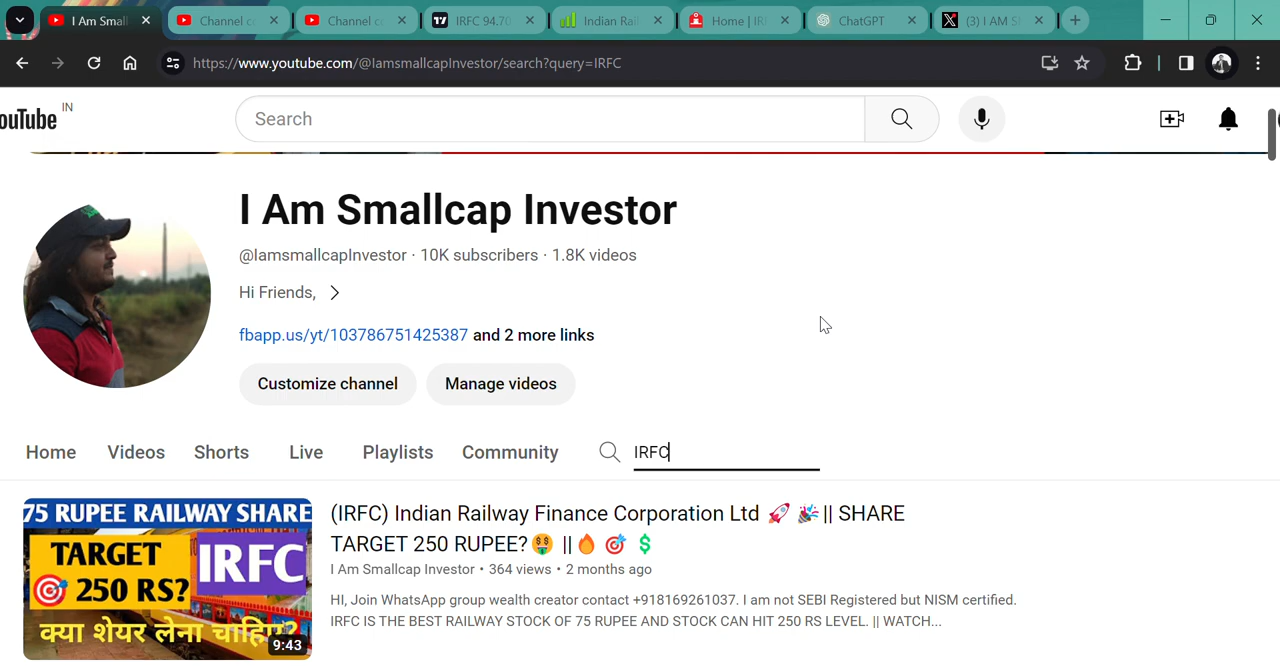 I Am Smal
Channel co
Channel co
IRFC 94.70
Indian Rail
Home | IR
ChatGPT
(3) I AM S
https://www.youtube.com/@IamsmallcapInvestor/search?query=IRFC
ouTube IN
Search
I Am Smallcap Investor
@IamsmallcapInvestor · 10K subscribers · 1.8K videos
Hi Friends,
fbapp.us/yt/103786751425387 and 2 more links
Customize channel
Manage videos
Home
Videos
Shorts
Live
Playlists
Community
IRFC
75 RUPEE RAILWAY SHARE
TARGET
🎯 250 RS?
IRFC
क्या शेयर लेना चाहिए?
9:43
(IRFC) Indian Railway Finance Corporation Ltd 🚀 🎉 || SHARE
TARGET 250 RUPEE?🤑 ||🔥 🎯 💲
I Am Smallcap Investor • 364 views • 2 months ago
HI, Join WhatsApp group wealth creator contact +918169261037. I am not SEBI Registered but NISM certified.
IRFC IS THE BEST RAILWAY STOCK OF 75 RUPEE AND STOCK CAN HIT 250 RS LEVEL. || WATCH...